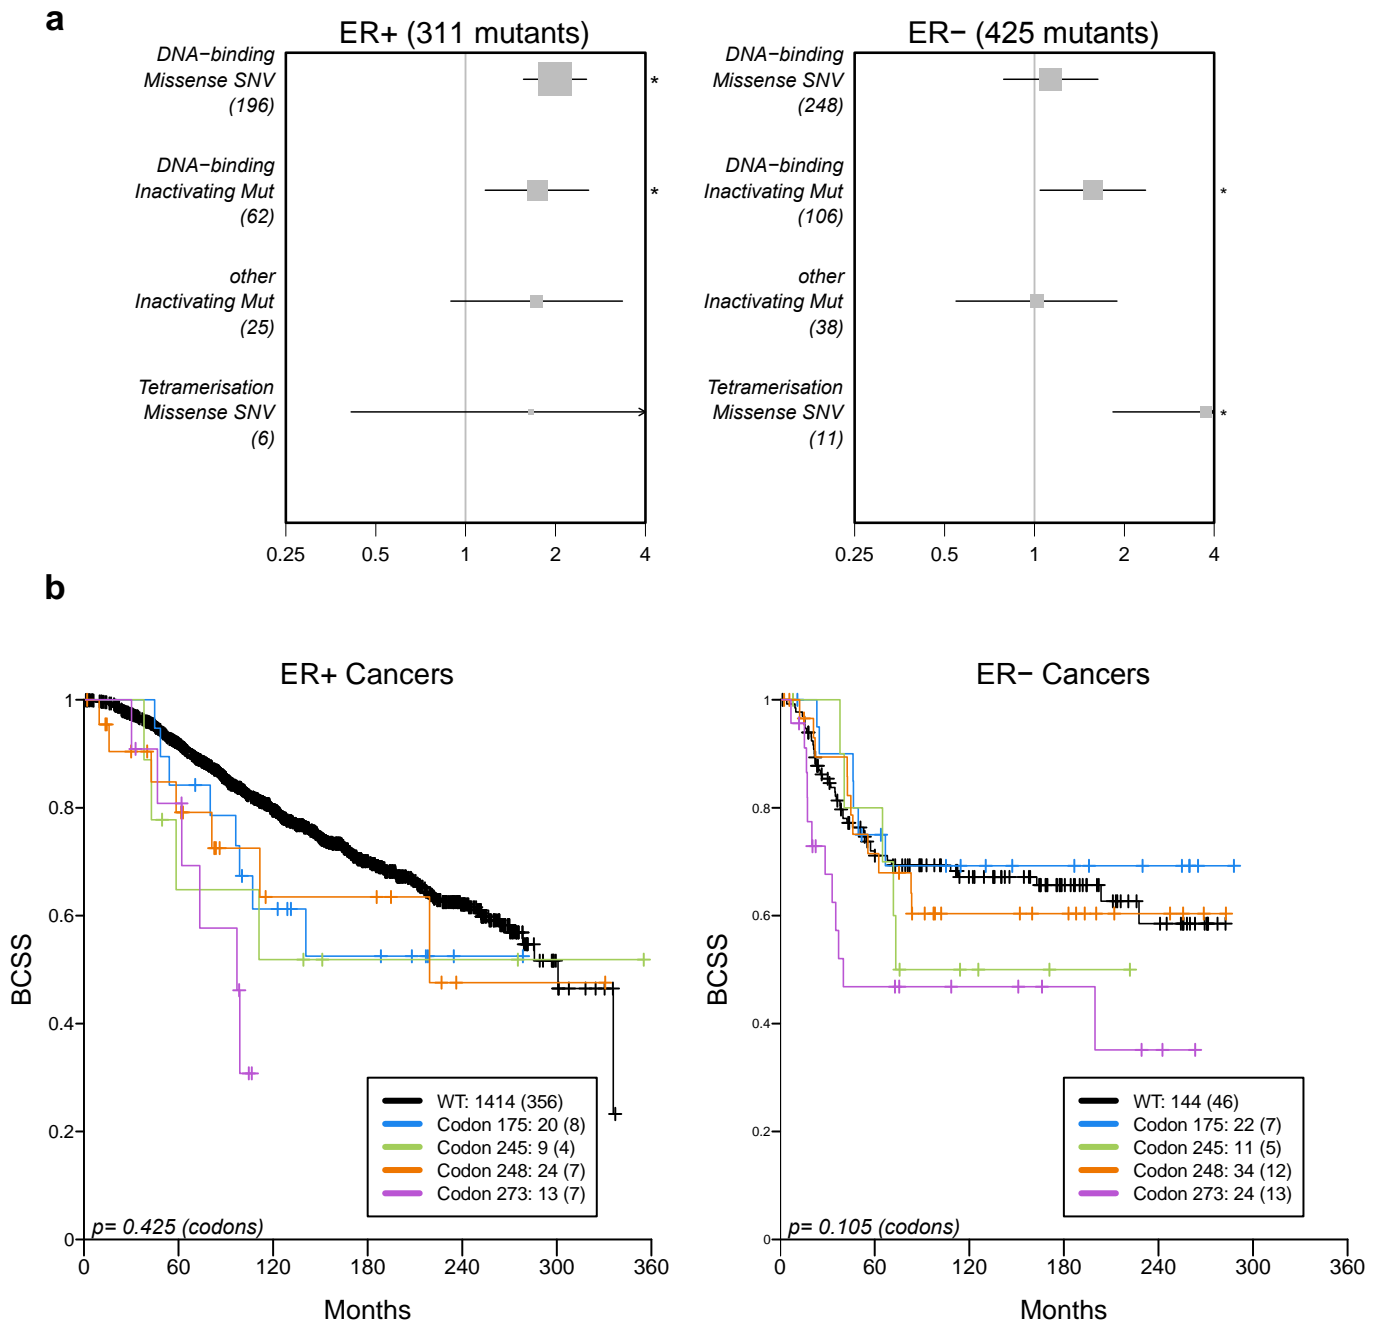 a
ER+ (311 mutants)
DNA−binding
Missense SNV
(196)
*
DNA−binding
Inactivating Mut
(62)
*
other
Inactivating Mut
(25)
Tetramerisation
Missense SNV
(6)
0.25 0.5 1 2 4
ER− (425 mutants)
DNA−binding
Missense SNV
(248)
DNA−binding
Inactivating Mut
(106)
*
other
Inactivating Mut
(38)
Tetramerisation
Missense SNV
(11)
*
0.25 0.5 1 2 4
b
ER+ Cancers
BCSS
1
0.8
0.6
0.4
0.2
0
WT: 1414 (356)
Codon 175: 20 (8)
Codon 245: 9 (4)
Codon 248: 24 (7)
Codon 273: 13 (7)
p= 0.425 (codons)
0 60 120 180 240 300 360
Months
ER− Cancers
BCSS
1
0.8
0.6
0.4
0.2
0
WT: 144 (46)
Codon 175: 22 (7)
Codon 245: 11 (5)
Codon 248: 34 (12)
Codon 273: 24 (13)
p= 0.105 (codons)
0 60 120 180 240 300 360
Months